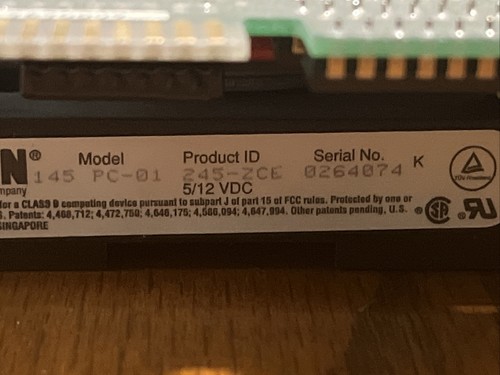 N® Model Product ID Serial No. K
145 PC-01 245-ZCE 0264074
mpany 5/12 VDC
for a CLASS B computing device pursuant to subpart J of part 15 of FCC rules. Protected by one or
. Patents: 4,468,712; 4,472,750; 4,646,175; 4,586,094; 4,647,994. Other patents pending, U.S.
SINGAPORE